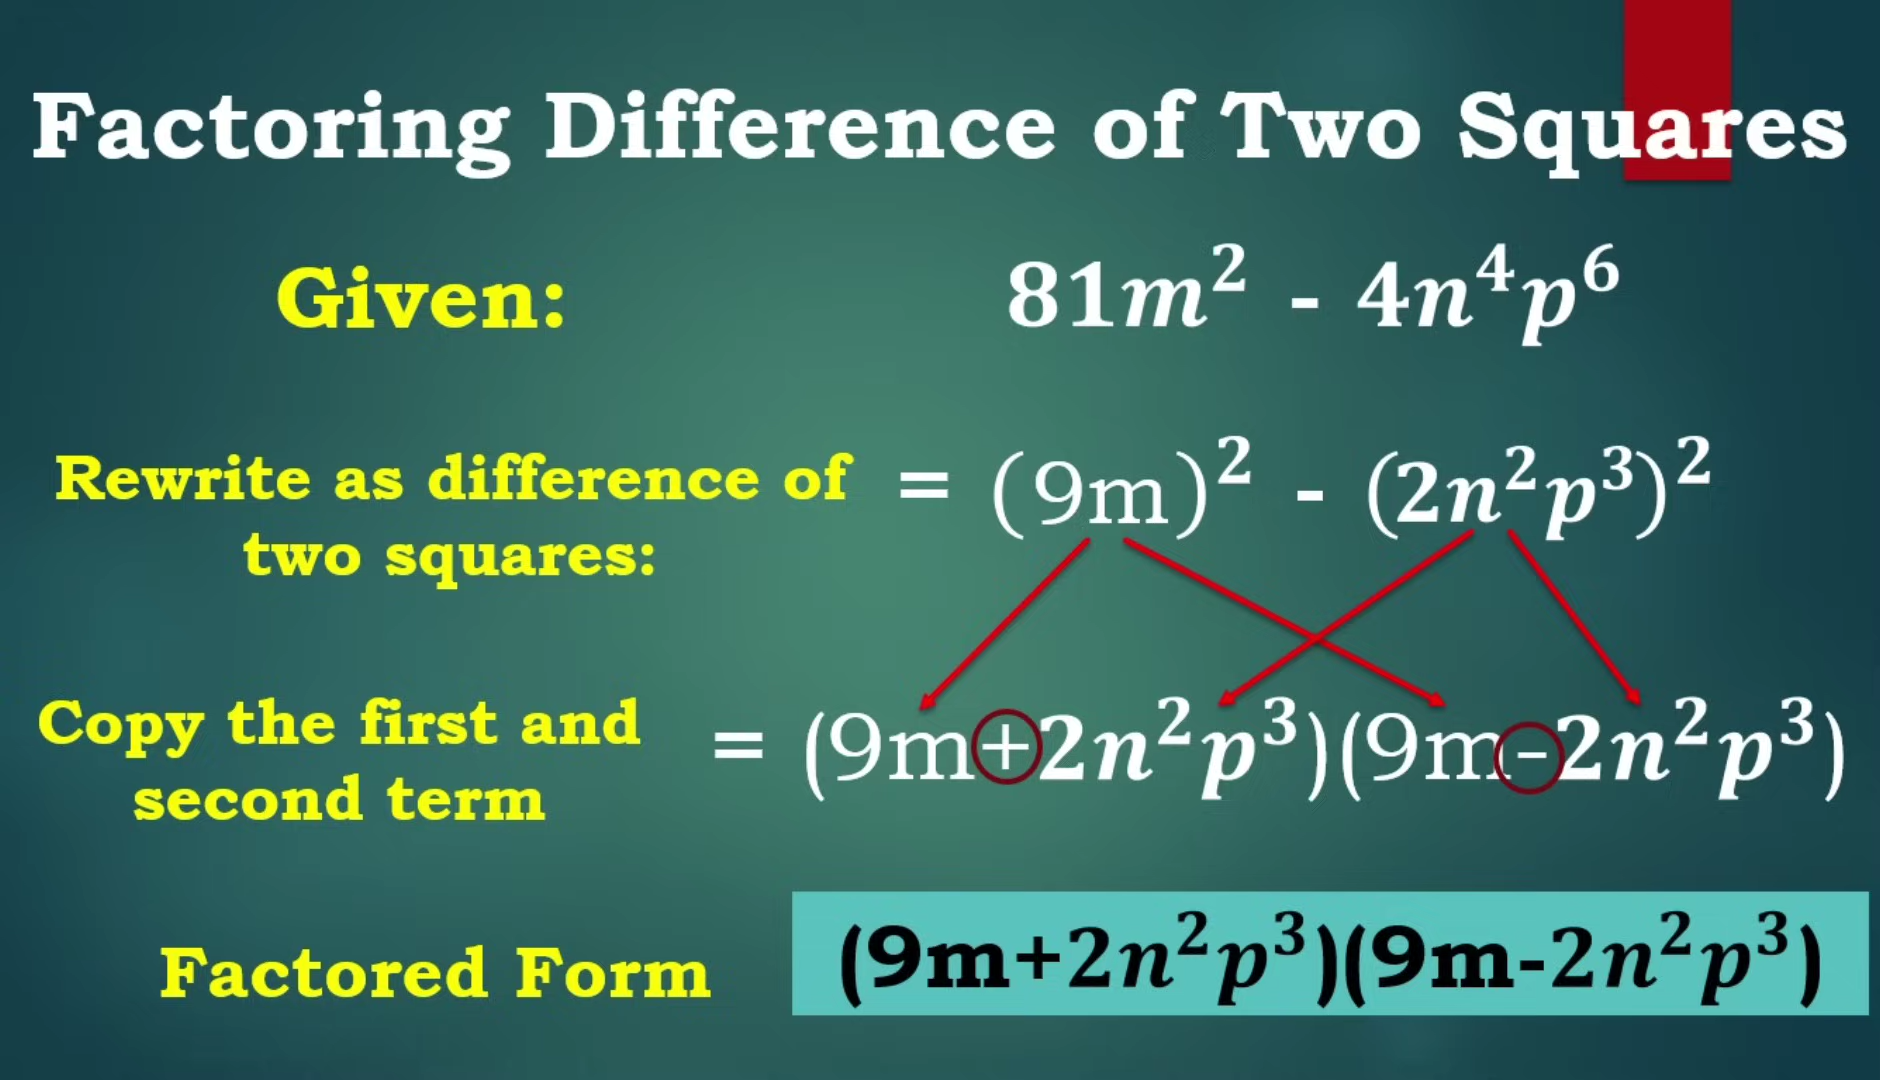 Factoring Difference of Two Squares
Given: 81m² - 4n⁴p⁶
Rewrite as difference of two squares: = (9m)² - (2n²p³)²
Copy the first and second term = (9m+2n²p³)(9m-2n²p³)
Factored Form (9m+2n²p³)(9m-2n²p³)